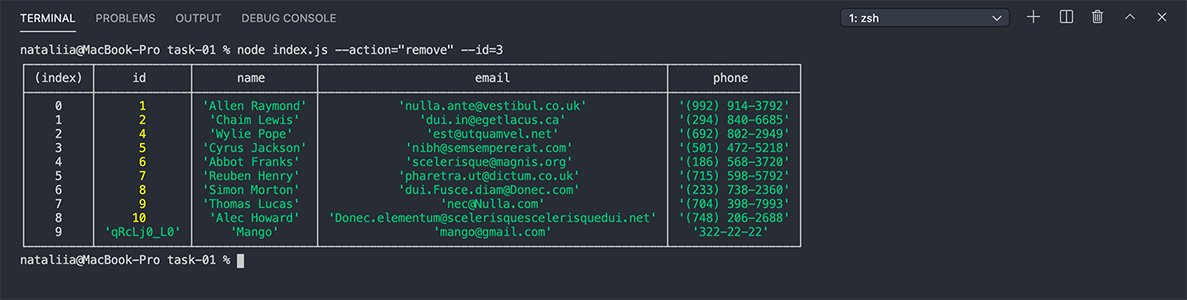 TERMINAL PROBLEMS OUTPUT DEBUG CONSOLE 1: zsh
nataliia@MacBook-Pro task-01 % node index.js --action="remove" --id=3
(index) id name email phone
0 1 'Allen Raymond' 'nulla.ante@vestibul.co.uk' '(992) 914-3792'
1 2 'Chaim Lewis' 'dui.in@egetlacus.ca' '(294) 840-6685'
2 4 'Wylie Pope' 'est@utquamvel.net' '(692) 802-2949'
3 5 'Cyrus Jackson' 'nibh@semsempererat.com' '(501) 472-5218'
4 6 'Abbot Franks' 'scelerisque@magnis.org' '(186) 568-3720'
5 7 'Reuben Henry' 'pharetra.ut@dictum.co.uk' '(715) 598-5792'
6 8 'Simon Morton' 'dui.Fusce.diam@Donec.com' '(233) 738-2360'
7 9 'Thomas Lucas' 'nec@Nulla.com' '(704) 398-7993'
8 10 'Alec Howard' 'Donec.elementum@scelerisquescelerisquedui.net' '(748) 206-2688'
9 'qRcLj0_L0' 'Mango' 'mango@gmail.com' '322-22-22'
nataliia@MacBook-Pro task-01 %